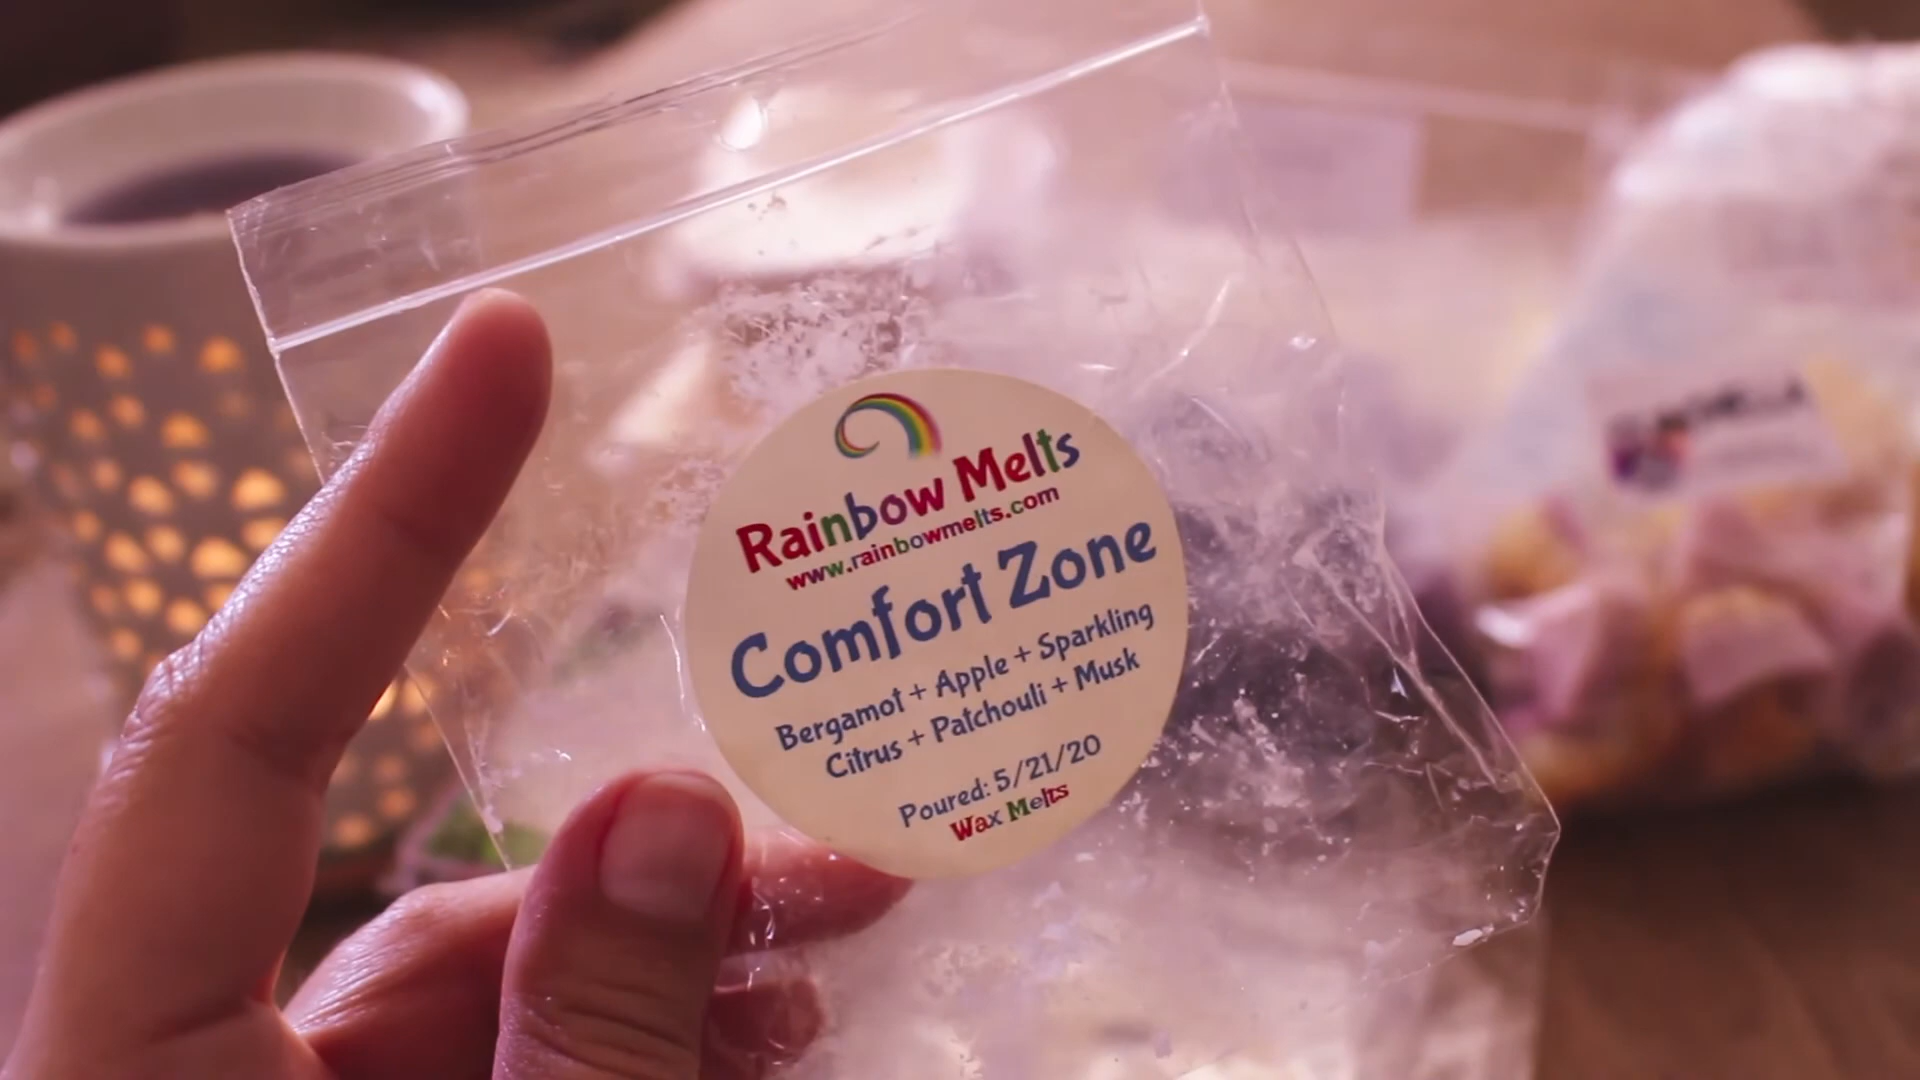 Rainbow Melts
www.rainbowmelts.com
Comfort Zone
Bergamot + Apple + Sparkling
Citrus + Patchouli + Musk
Poured: 5/21/20
Wax Melts